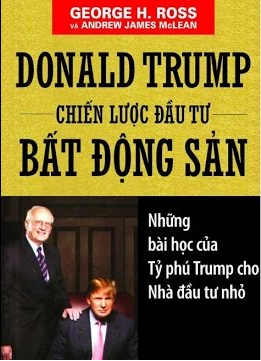 GEORGE H. ROSS
VÀ ANDREW JAMES McLEAN
DONALD TRUMP
CHIẾN LƯỢC ĐẦU TƯ
BẤT ĐỘNG SẢN
Những
bài học của
Tỷ phú Trump cho
Nhà đầu tư nhỏ